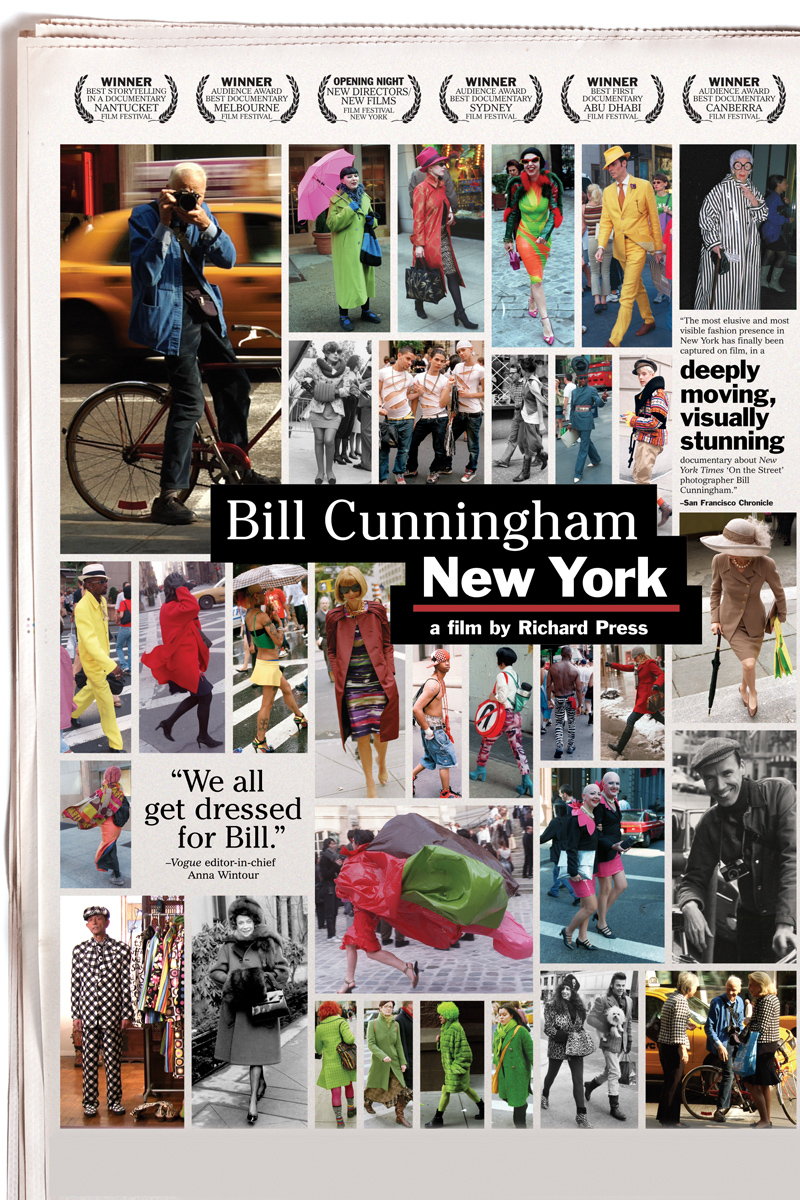 WINNER
BEST STORYTELLING
IN A DOCUMENTARY
NANTUCKET
FILM FESTIVAL
WINNER
AUDIENCE AWARD
BEST DOCUMENTARY
MELBOURNE
FILM FESTIVAL
OPENING NIGHT
NEW DIRECTORS/
NEW FILMS
FILM FESTIVAL
NEW YORK
WINNER
AUDIENCE AWARD
BEST DOCUMENTARY
SYDNEY
FILM FESTIVAL
WINNER
BEST FIRST
DOCUMENTARY
ABU DHABI
FILM FESTIVAL
WINNER
AUDIENCE AWARD
BEST DOCUMENTARY
CANBERRA
FILM FESTIVAL
“The most elusive and most
visible fashion presence in
New York has finally been
captured on film, in a
deeply
moving,
visually
stunning
documentary about New
York Times ‘On the Street’
photographer Bill
Cunningham.”
–San Francisco Chronicle
Bill Cunningham
New York
a film by Richard Press
“We all
get dressed
for Bill.”
–Vogue editor-in-chief
Anna Wintour